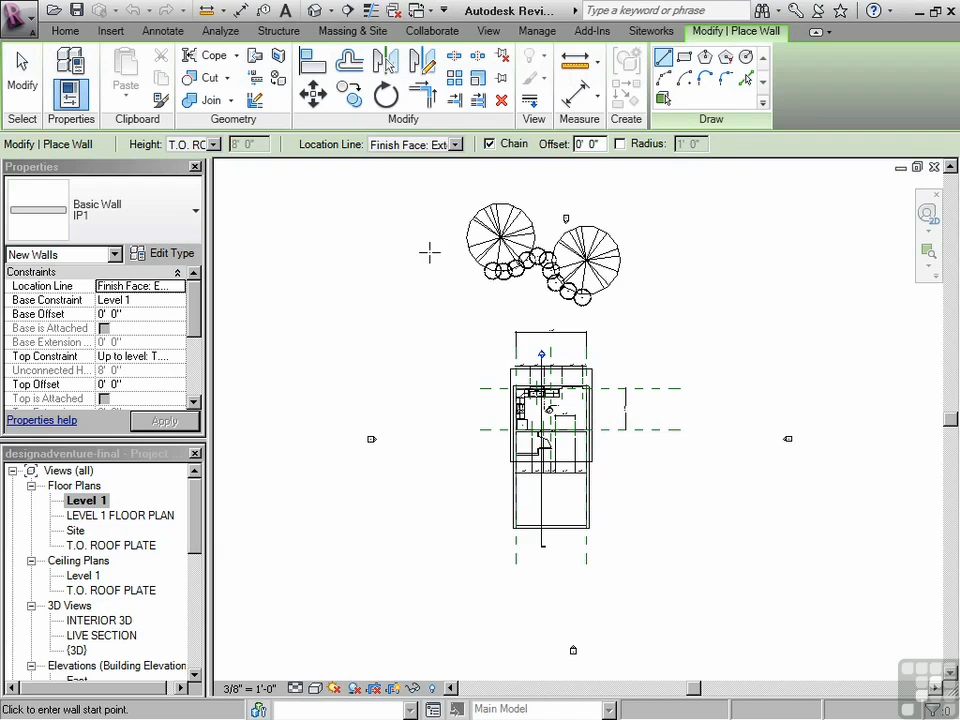 Autodesk Revi...
Type a keyword or phrase
Home
Insert
Annotate
Analyze
Structure
Massing & Site
Collaborate
View
Manage
Add-Ins
Siteworks
Modify | Place Wall
Modify
Paste
Cope
Cut
Join
Select
Properties
Clipboard
Geometry
Modify
View
Measure
Create
Draw
Modify | Place Wall
Height:
T.O. RO
8' 0"
Location Line:
Finish Face: Ext
Chain
Offset:
0' 0"
Radius:
1' 0"
Properties
Basic Wall
IP1
New Walls
Edit Type
Constraints
Location Line
Finish Face: E...
Base Constraint
Level 1
Base Offset
0' 0"
Base is Attached
Base Extension ...
0' 0"
Top Constraint
Up to level: T....
Unconnected H...
8' 0"
Top Offset
0' 0"
Top is Attached
Properties help
Apply
designadventure-final - Project ...
Views (all)
Floor Plans
Level 1
LEVEL 1 FLOOR PLAN
Site
T.O. ROOF PLATE
Ceiling Plans
Level 1
T.O. ROOF PLATE
3D Views
INTERIOR 3D
LIVE SECTION
{3D}
Elevations (Building Elevation
East
2D
3/8" = 1'-0"
Click to enter wall start point.
Main Model
:0